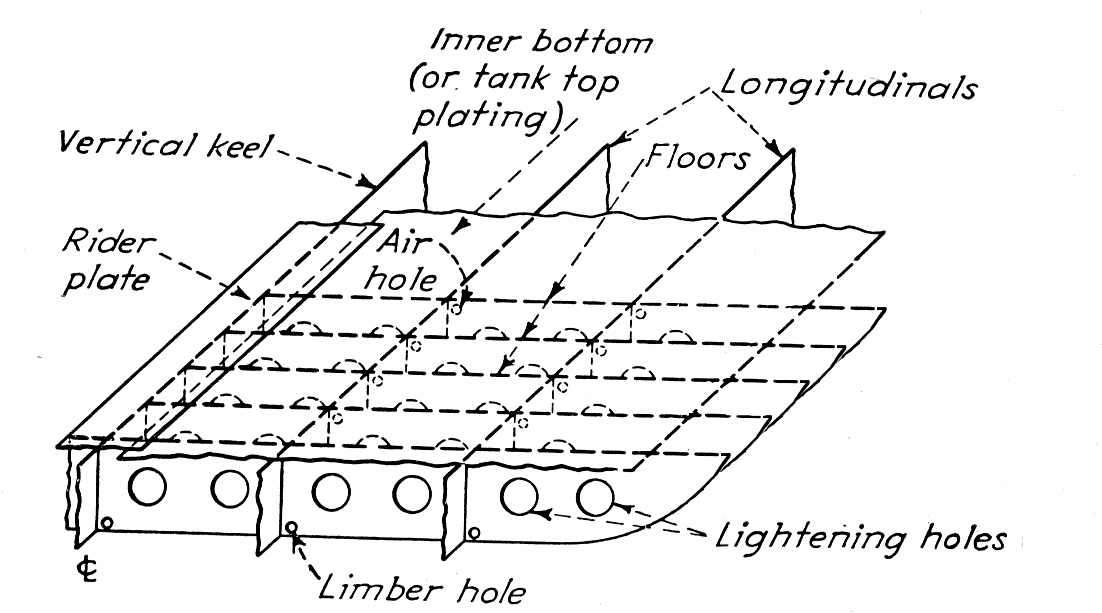 Inner bottom
(or tank top
plating)
Longitudinals
Vertical keel
Floors
Rider
plate
Air
hole
Lightening holes
Limber hole
℄